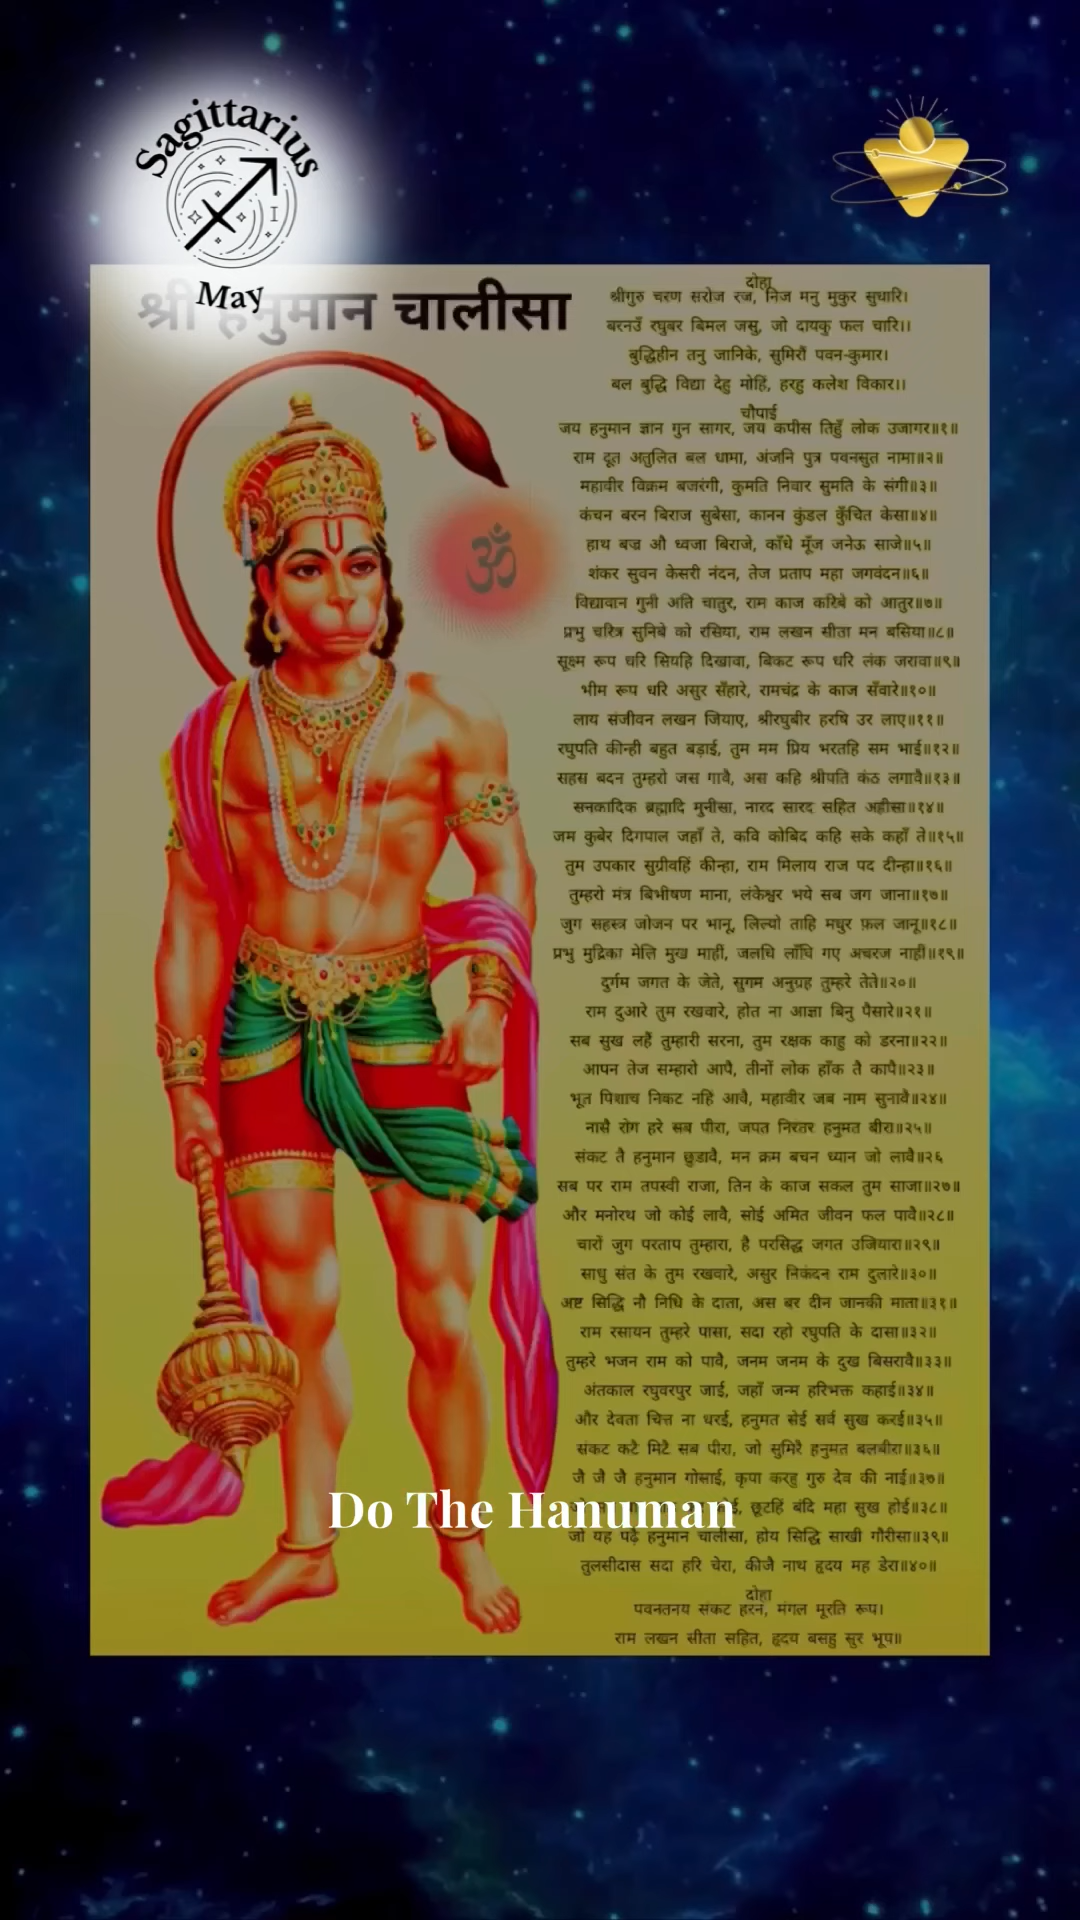 Sagittarius
May
श्री हनुमान चालीसा
ॐ
दोहा
श्रीगुरु चरण सरोज रज, निज मनु मुकुर सुधारि।
बरनउँ रघुबर बिमल जसु, जो दायकु फल चारि।।
बुद्धिहीन तनु जानिके, सुमिरौं पवन-कुमार।
बल बुद्धि विद्या देहु मोहिं, हरहु कलेश विकार।।
चौपाई
जय हनुमान ज्ञान गुन सागर, जय कपीस तिहुँ लोक उजागर॥१॥
राम दूत अतुलित बल धामा, अंजनि पुत्र पवनसुत नामा॥२॥
महावीर विक्रम बजरंगी, कुमति निवार सुमति के संगी॥३॥
कंचन बरन बिराज सुबेसा, कानन कुंडल कुँचित केसा॥४॥
हाथ बज्र औ ध्वजा बिराजे, काँधे मूँज जनेऊ साजे॥५॥
शंकर सुवन केसरी नंदन, तेज प्रताप महा जगवंदन॥६॥
विद्यावान गुनी अति चातुर, राम काज करिबे को आतुर॥७॥
प्रभु चरित्र सुनिबे को रसिया, राम लखन सीता मन बसिया॥८॥
सूक्ष्म रूप धरि सियहि दिखावा, बिकट रूप धरि लंक जरावा॥९॥
भीम रूप धरि असुर सँहारे, रामचंद्र के काज सँवारे॥१०॥
लाय संजीवन लखन जियाए, श्रीरघुबीर हरषि उर लाए॥११॥
रघुपति कीन्ही बहुत बड़ाई, तुम मम प्रिय भरतहि सम भाई॥१२॥
सहस बदन तुम्हरो जस गावै, अस कहि श्रीपति कंठ लगावै॥१३॥
सनकादिक ब्रह्मादि मुनीसा, नारद सारद सहित अहीसा॥१४॥
जम कुबेर दिगपाल जहाँ ते, कवि कोबिद कहि सके कहाँ ते॥१५॥
तुम उपकार सुग्रीवहिं कीन्हा, राम मिलाय राज पद दीन्हा॥१६॥
तुम्हरो मंत्र बिभीषण माना, लंकेश्वर भये सब जग जाना॥१७॥
जुग सहस्त्र जोजन पर भानू, लिल्यो ताहि मधुर फ़ल जानू॥१८॥
प्रभु मुद्रिका मेलि मुख माहीं, जलधि लाँघि गए अचरज नाहीं॥१९॥
दुर्गम जगत के जेते, सुगम अनुग्रह तुम्हरे तेते॥२०॥
राम दुआरे तुम रखवारे, होत ना आज्ञा बिनु पैसारे॥२१॥
सब सुख लहैं तुम्हारी सरना, तुम रक्षक काहु को डरना॥२२॥
आपन तेज सम्हारो आपै, तीनों लोक हाँक तै कापै॥२३॥
भूत पिशाच निकट नहिं आवै, महावीर जब नाम सुनावै॥२४॥
नासै रोग हरे सब पीरा, जपत निरंतर हनुमत बीरा॥२५॥
संकट तै हनुमान छुडावै, मन क्रम बचन ध्यान जो लावै॥२६
सब पर राम तपस्वी राजा, तिन के काज सकल तुम साजा॥२७॥
और मनोरथ जो कोई लावै, सोई अमित जीवन फल पावै॥२८॥
चारों जुग परताप तुम्हारा, है परसिद्ध जगत उजियारा॥२९॥
साधु संत के तुम रखवारे, असुर निकंदन राम दुलारे॥३०॥
अष्ट सिद्धि नौ निधि के दाता, अस बर दीन जानकी माता॥३१॥
राम रसायन तुम्हरे पासा, सदा रहो रघुपति के दासा॥३२॥
तुम्हरे भजन राम को पावै, जनम जनम के दुख बिसरावै॥३३॥
अंतकाल रघुवरपुर जाई, जहाँ जन्म हरिभक्त कहाई॥३४॥
और देवता चित्त ना धरई, हनुमत सेई सर्व सुख करई॥३५॥
संकट कटै मिटै सब पीरा, जो सुमिरै हनुमत बलबीरा॥३६॥
जै जै जै हनुमान गोसाई, कृपा करहु गुरु देव की नाई॥३७॥
छूटहिं बंदि महा सुख होई॥३८॥
Do The Hanuman
जो यह पढ़ै हनुमान चालीसा, होय सिद्धि साखी गौरीसा॥३९॥
तुलसीदास सदा हरि चेरा, कीजै नाथ हृदय मह डेरा॥४०॥
दोहा
पवनतनय संकट हरन, मंगल मूरति रूप।
राम लखन सीता सहित, हृदय बसहु सुर भूप॥